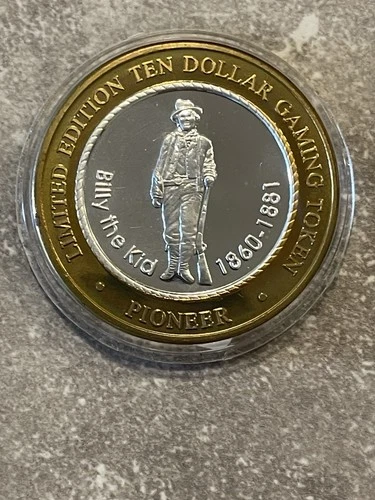 LIMITED EDITION TEN DOLLAR GAMING TOKEN
Billy the Kid
1860-1881
PIONEER